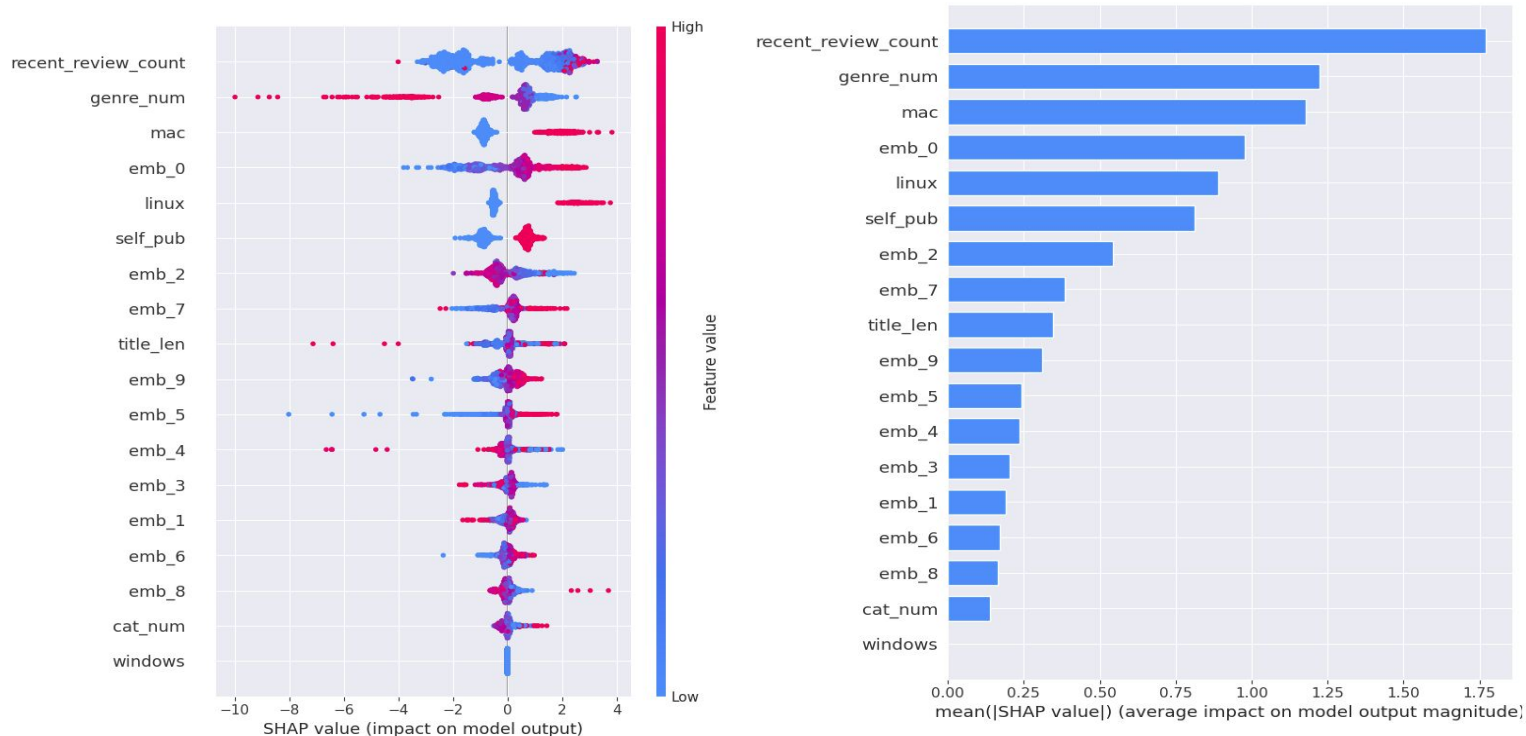 recent_review_count
genre_num
mac
emb_0
linux
self_pub
emb_2
emb_7
title_len
emb_9
emb_5
emb_4
emb_3
emb_1
emb_6
emb_8
cat_num
windows
−10 −8 −6 −4 −2 0 2 4
SHAP value (impact on model output)
High
Feature value
Low
recent_review_count
genre_num
mac
emb_0
linux
self_pub
emb_2
emb_7
title_len
emb_9
emb_5
emb_4
emb_3
emb_1
emb_6
emb_8
cat_num
windows
0.00 0.25 0.50 0.75 1.00 1.25 1.50 1.75
mean(|SHAP value|) (average impact on model output magnitude)